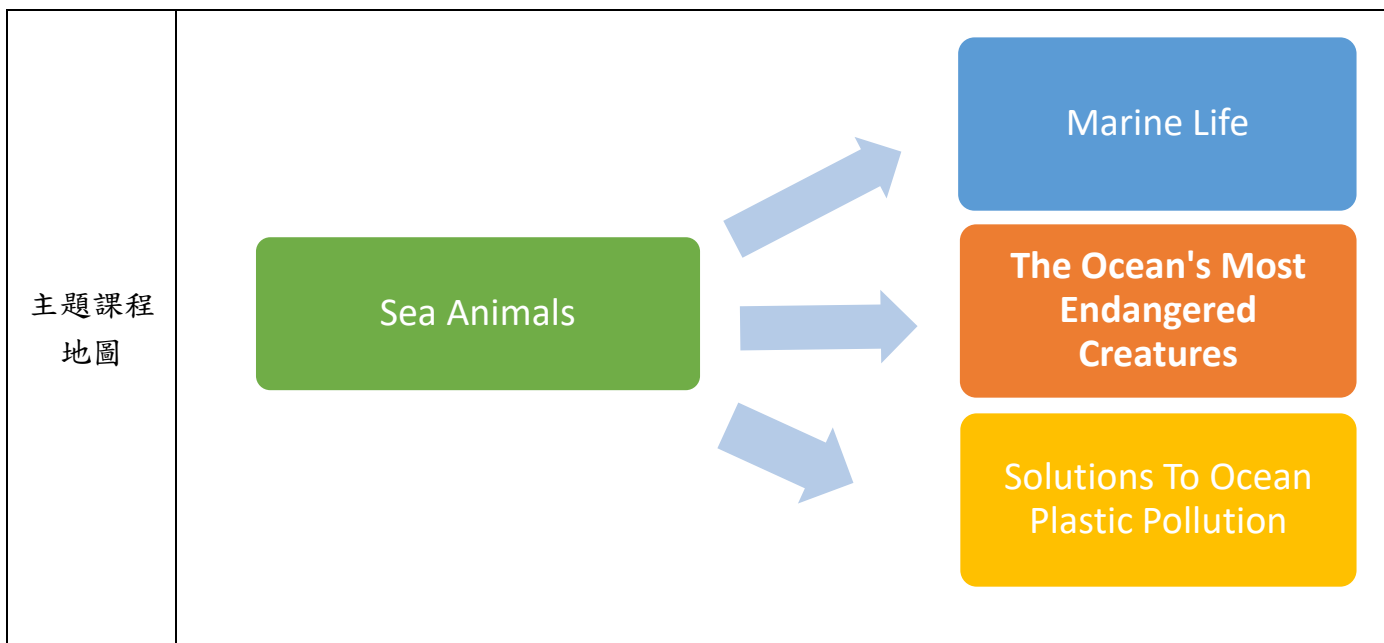 主題課程
地圖
Sea Animals
Marine Life
The Ocean's Most
Endangered
Creatures
Solutions To Ocean
Plastic Pollution